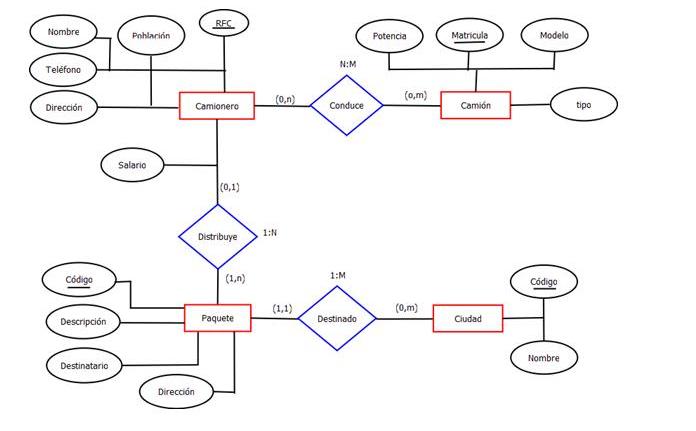 Nombre
Población
RFC
Teléfono
Dirección
Camionero
(0,n)
N:M
Conduce
(o,m)
Potencia
Matricula
Modelo
Camión
tipo
Salario
(0,1)
Distribuye
1:N
(1,n)
Código
Descripción
Destinatario
Dirección
Paquete
(1,1)
1:M
Destinado
(0,m)
Ciudad
Código
Nombre